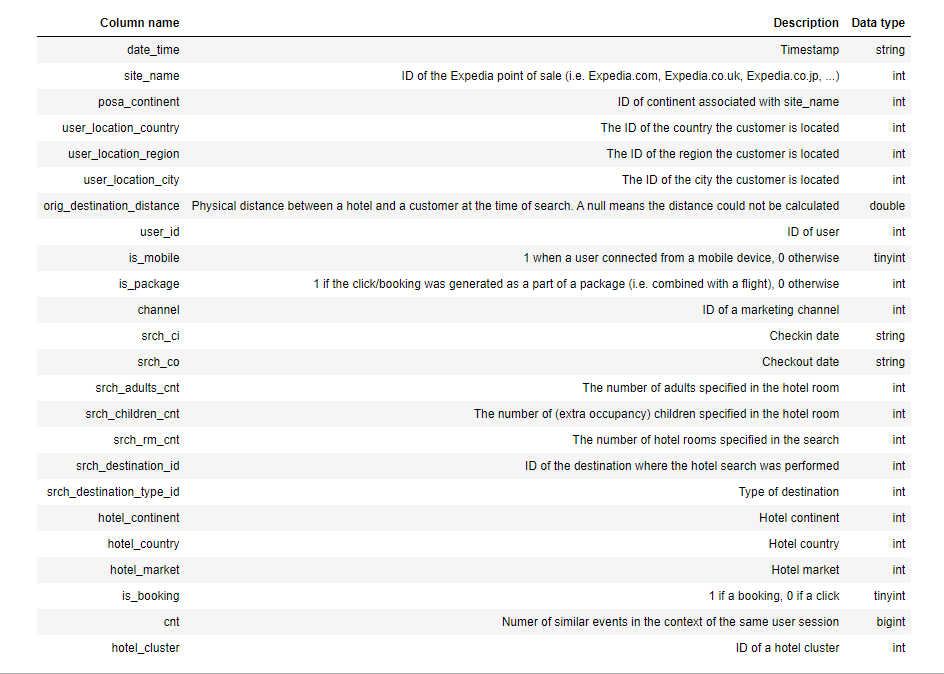 Column name Description Data type
date_time Timestamp string
site_name ID of the Expedia point of sale (i.e. Expedia.com, Expedia.co.uk, Expedia.co.jp, ...) int
posa_continent ID of continent associated with site_name int
user_location_country The ID of the country the customer is located int
user_location_region The ID of the region the customer is located int
user_location_city The ID of the city the customer is located int
orig_destination_distance Physical distance between a hotel and a customer at the time of search. A null means the distance could not be calculated double
user_id ID of user int
is_mobile 1 when a user connected from a mobile device, 0 otherwise tinyint
is_package 1 if the click/booking was generated as a part of a package (i.e. combined with a flight), 0 otherwise int
channel ID of a marketing channel int
srch_ci Checkin date string
srch_co Checkout date string
srch_adults_cnt The number of adults specified in the hotel room int
srch_children_cnt The number of (extra occupancy) children specified in the hotel room int
srch_rm_cnt The number of hotel rooms specified in the search int
srch_destination_id ID of the destination where the hotel search was performed int
srch_destination_type_id Type of destination int
hotel_continent Hotel continent int
hotel_country Hotel country int
hotel_market Hotel market int
is_booking 1 if a booking, 0 if a click tinyint
cnt Numer of similar events in the context of the same user session bigint
hotel_cluster ID of a hotel cluster int